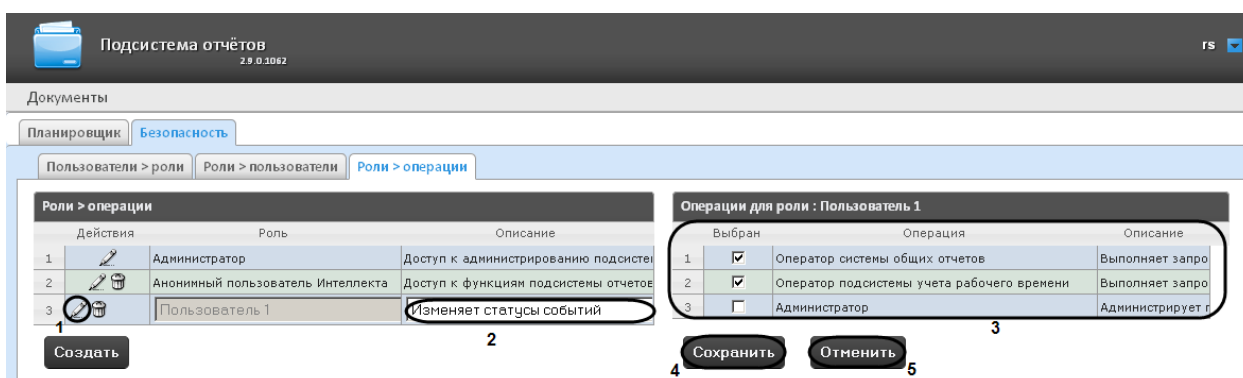 Подсистема отчётов
2.9.0.1062
rs
Документы
Планировщик Безопасность
Пользователи > роли Роли > пользователи Роли > операции
Роли > операции
Действия Роль Описание
1 Администратор Доступ к администрированию подсистем
2 Анонимный пользователь Интеллекта Доступ к функциям подсистемы отчетов
3 Пользователь 1 Изменяет статусы событий
1
2
Создать
Операции для роли : Пользователь 1
Выбран Операция Описание
1 Оператор системы общих отчетов Выполняет запро
2 Оператор подсистемы учета рабочего времени Выполняет запро
3 Администратор Администрирует п
3
Сохранить Отменить
4 5